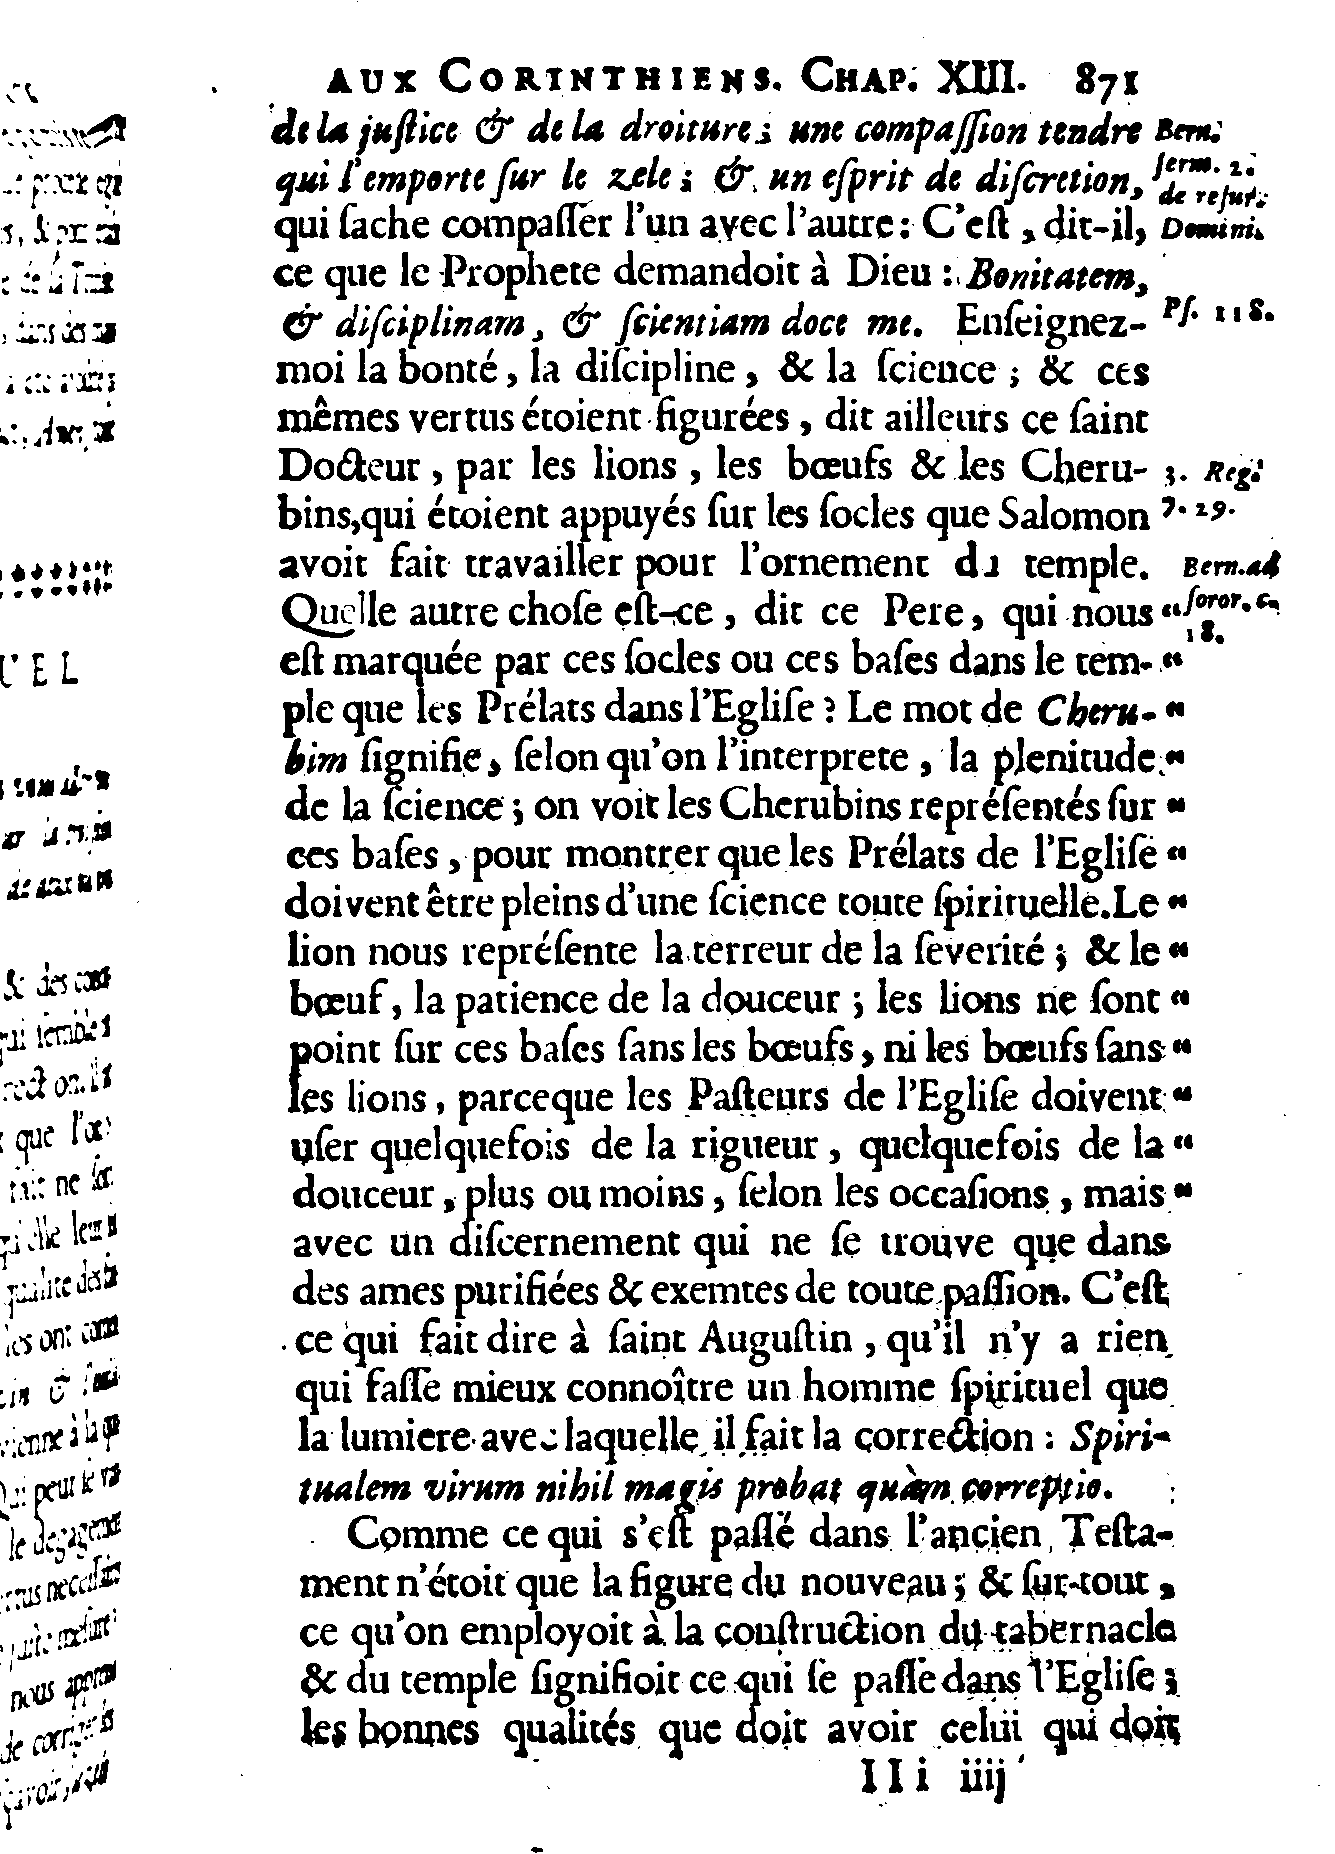 AUX CORINTHIENS. CHAP. XIII. 871
de la juſtice & de la droiture ; une compaſſion tendre
qui l'emporte ſur le zele ; & un eſprit de diſcretion,
qui ſache compaſſer l'un avec l'autre : C'eſt, dit-il,
ce que le Prophete demandoit à Dieu : Bonitatem,
& diſciplinam, & ſcientiam doce me. Enſeignez-
moi la bonté, la diſcipline, & la ſcience ; & ces
mêmes vertus étoient figurées, dit ailleurs ce ſaint
Docteur, par les lions, les bœufs & les Cheru-
bins, qui étoient appuyés ſur les ſocles que Salomon
avoit fait travailler pour l'ornement du temple.
Quelle autre choſe eſt-ce, dit ce Pere, qui nous “
eſt marquée par ces ſocles ou ces baſes dans le tem- “
ple que les Prélats dans l'Egliſe ? Le mot de Cheru- “
bim ſignifie, ſelon qu'on l'interprete, la plenitude “
de la ſcience ; on voit les Cherubins repréſentés ſur “
ces baſes, pour montrer que les Prélats de l'Egliſe “
doivent être pleins d'une ſcience toute ſpirituelle. Le “
lion nous repréſente la terreur de la ſeverité ; & le “
bœuf, la patience de la douceur ; les lions ne ſont “
point ſur ces baſes ſans les bœufs, ni les bœufs ſans “
les lions, parceque les Paſteurs de l'Egliſe doivent “
uſer quelquefois de la rigueur, quelquefois de la “
douceur, plus ou moins, ſelon les occaſions, mais “
avec un diſcernement qui ne ſe trouve que dans
des ames purifiées & exemtes de toute paſſion. C'eſt
ce qui fait dire à ſaint Auguſtin, qu'il n'y a rien
qui faſſe mieux connoître un homme ſpirituel que
la lumiere avec laquelle il fait la correction : Spiri-
tualem virum nihil magis probat quàm correptio.
Comme ce qui s'eſt paſſé dans l'ancien Teſta-
ment n'étoit que la figure du nouveau ; & ſur-tout,
ce qu'on employoit à la conſtruction du tabernacle
& du temple ſignifioit ce qui ſe paſſe dans l'Egliſe ;
les bonnes qualités que doit avoir celui qui doit
IIi iiij
Bern.
ſerm. 2.
de reſur.
Domini.
Pſ. 118.
3. Reg.
7. 29.
Bern. ad
ſoror. c.
18.